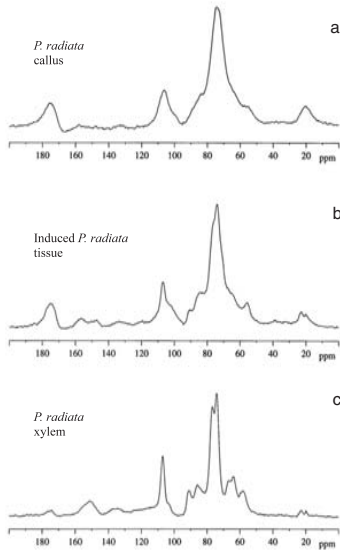 a
P. radiata
callus
180 160 140 120 100 80 60 40 20 ppm
b
Induced P. radiata
tissue
180 160 140 120 100 80 60 40 20 ppm
c
P. radiata
xylem
180 160 140 120 100 80 60 40 20 ppm